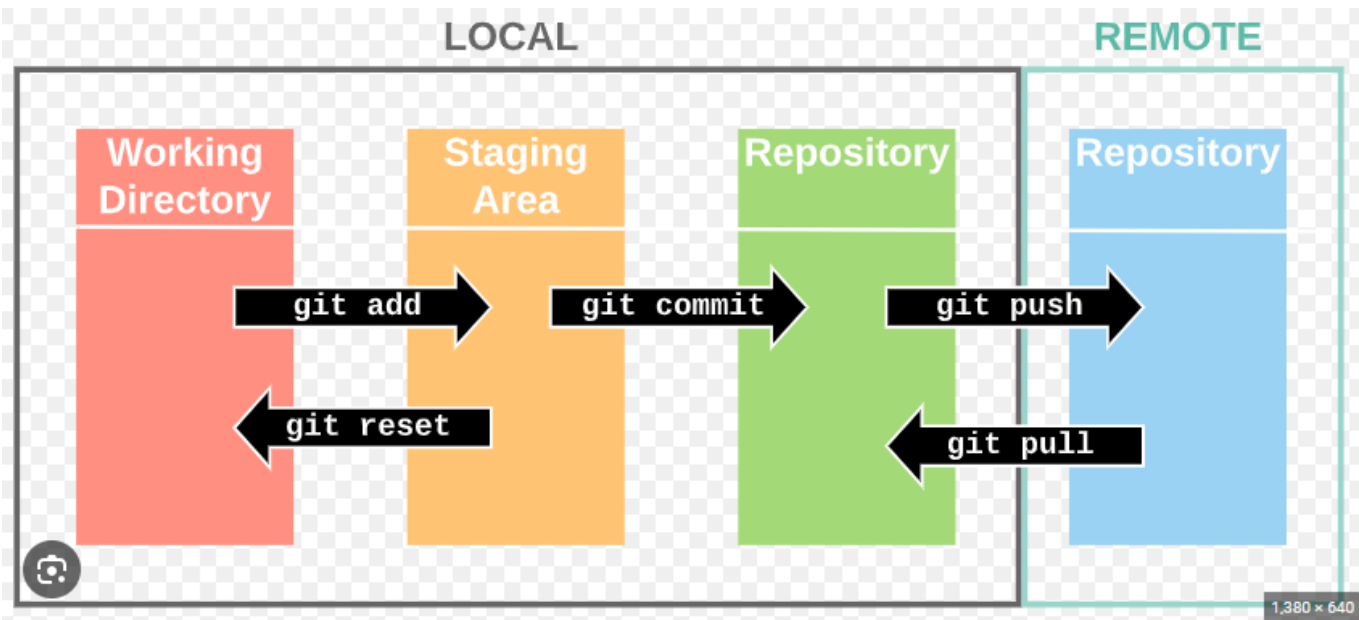 LOCAL
REMOTE
Working
Directory
Staging
Area
Repository
Repository
git add
git commit
git push
git reset
git pull
1,380 × 640